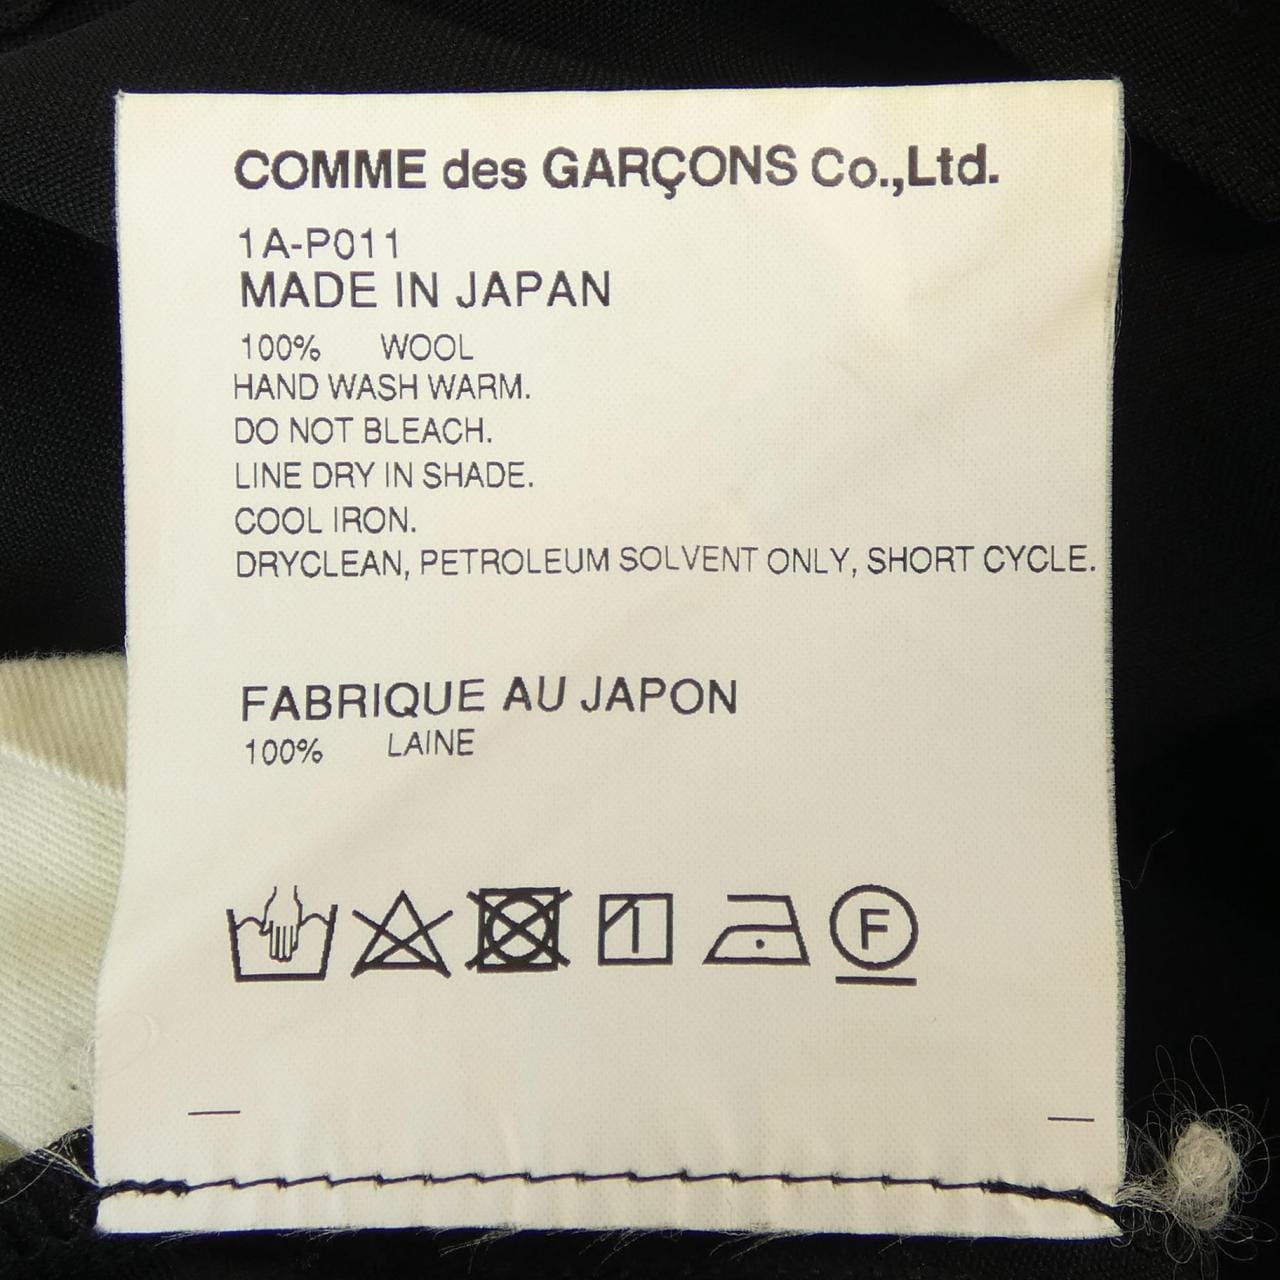 COMME des GARÇONS Co.,Ltd.
1A-P011
MADE IN JAPAN
100% WOOL
HAND WASH WARM.
DO NOT BLEACH.
LINE DRY IN SHADE.
COOL IRON.
DRYCLEAN, PETROLEUM SOLVENT ONLY, SHORT CYCLE.
FABRIQUE AU JAPON
100% LAINE
F